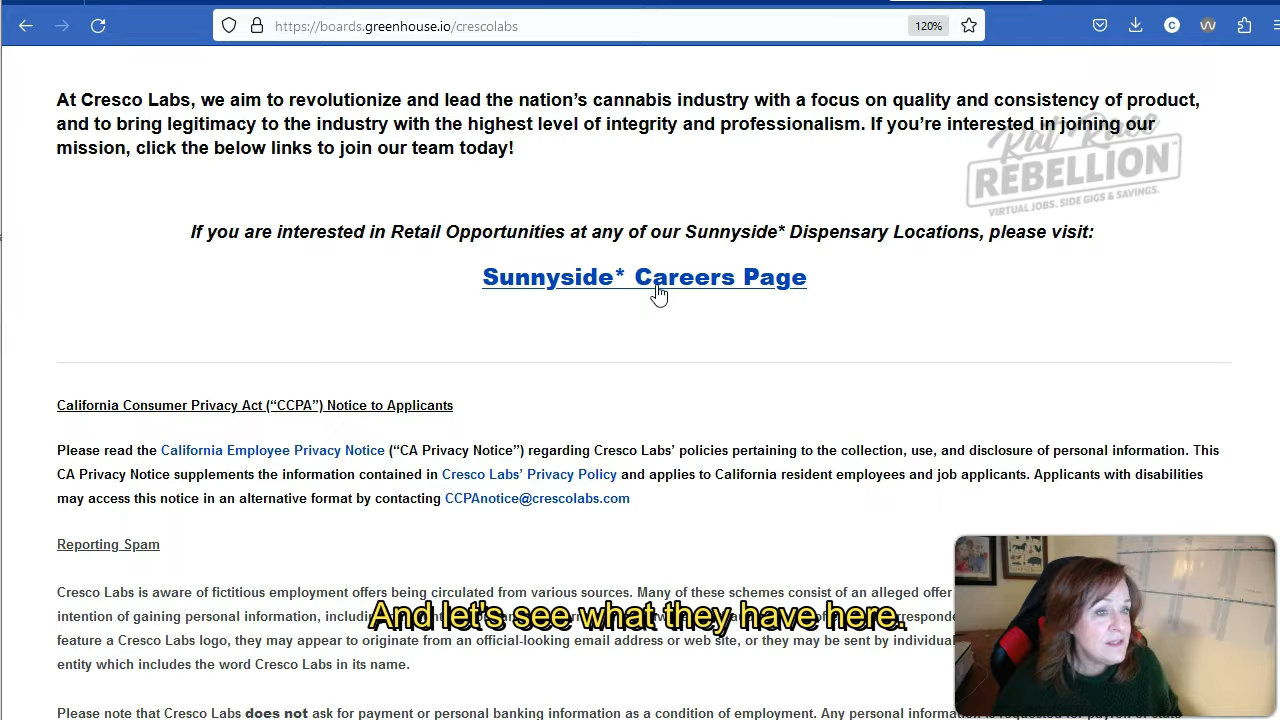 https://boards.greenhouse.io/crescolabs
120%
At Cresco Labs, we aim to revolutionize and lead the nation's cannabis industry with a focus on quality and consistency of product,
and to bring legitimacy to the industry with the highest level of integrity and professionalism. If you're interested in joining our
mission, click the below links to join our team today!
Rat Race
REBELLION™
VIRTUAL JOBS, SIDE GIGS & SAVINGS.
If you are interested in Retail Opportunities at any of our Sunnyside* Dispensary Locations, please visit:
Sunnyside* Careers Page
California Consumer Privacy Act (“CCPA”) Notice to Applicants
Please read the California Employee Privacy Notice (“CA Privacy Notice”) regarding Cresco Labs’ policies pertaining to the collection, use, and disclosure of personal information. This
CA Privacy Notice supplements the information contained in Cresco Labs’ Privacy Policy and applies to California resident employees and job applicants. Applicants with disabilities
may access this notice in an alternative format by contacting CCPAnotice@crescolabs.com
Reporting Spam
Cresco Labs is aware of fictitious employment offers being circulated from various sources. Many of these schemes consist of an alleged offer
intention of gaining personal information, includi
And let's see what they have here.
feature a Cresco Labs logo, they may appear to originate from an official-looking email address or web site, or they may be sent by individual
entity which includes the word Cresco Labs in its name.
Please note that Cresco Labs does not ask for payment or personal banking information as a condition of employment. Any personal information